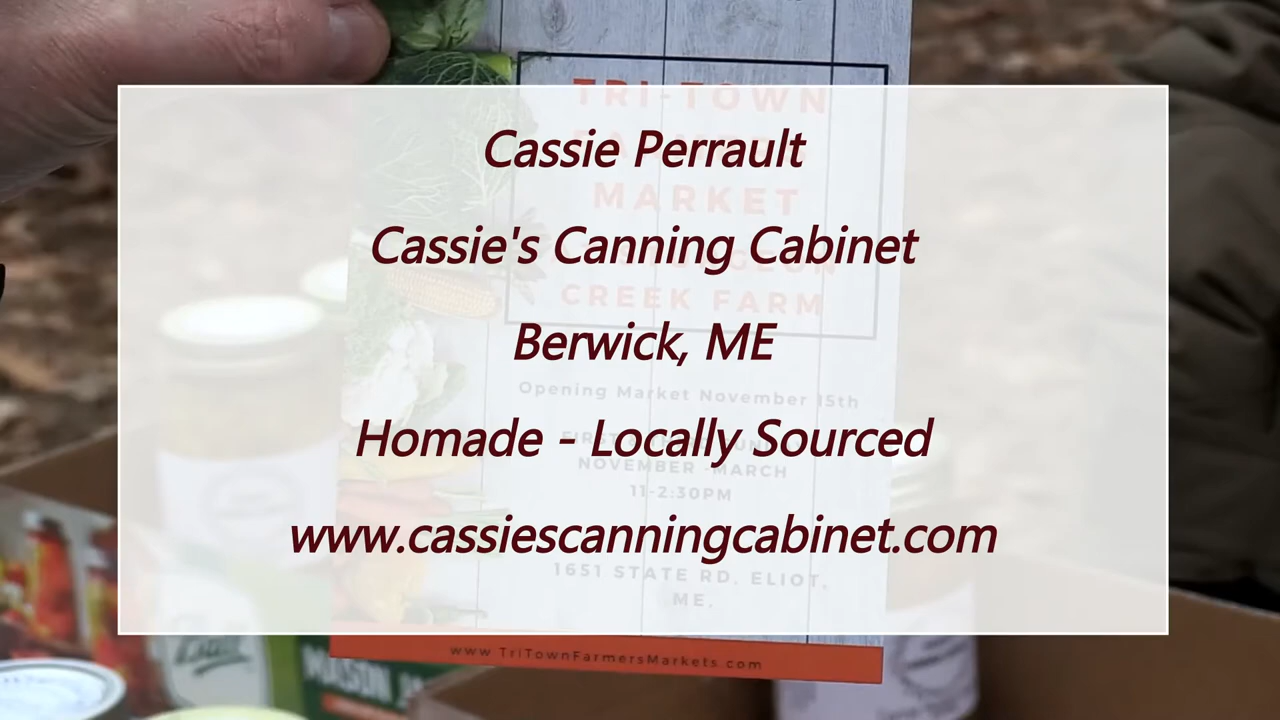 TRI-TOWN
MARKET
CREEK FARM
Opening Market November 15th
NOVEMBER - MARCH
11-2:30PM
1651 STATE RD. ELIOT,
ME.
www.TriTownFarmersMarkets.com
MASON
Cassie Perrault
Cassie's Canning Cabinet
Berwick, ME
Homade - Locally Sourced
www.cassiescanningcabinet.com